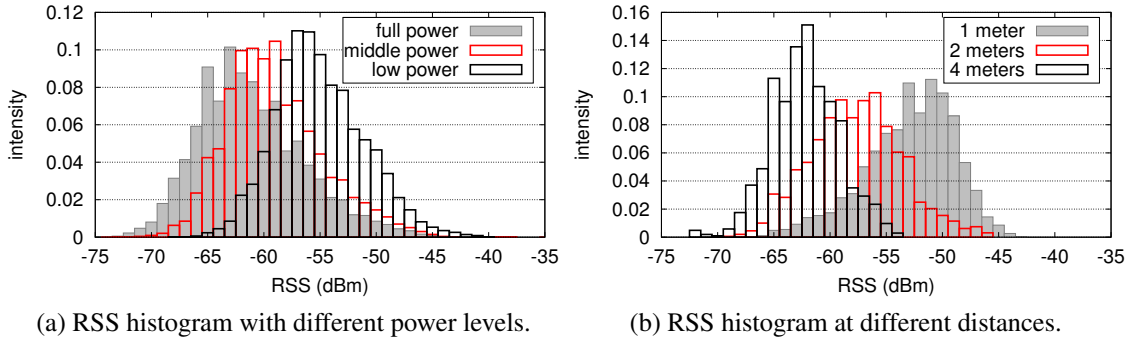 0.12
0.1
0.08
0.06
0.04
0.02
0
intensity
-75 -70 -65 -60 -55 -50 -45 -40 -35
RSS (dBm)
full power
middle power
low power
(a) RSS histogram with different power levels.
0.16
0.14
0.12
0.1
0.08
0.06
0.04
0.02
0
intensity
-75 -70 -65 -60 -55 -50 -45 -40 -35
RSS (dBm)
1 meter
2 meters
4 meters
(b) RSS histogram at different distances.